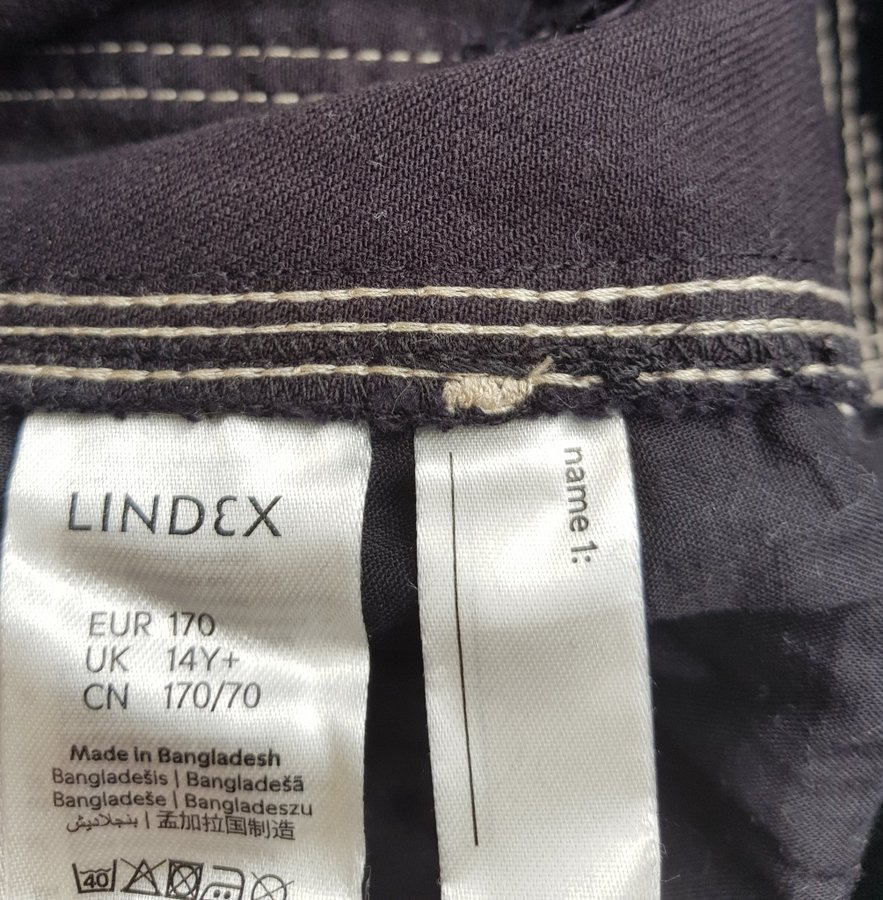 LINDEX
EUR 170
UK 14Y+
CN 170/70
Made in Bangladesh
Bangladešis | Bangladešā
Bangladeše | Bangladeszu
بنجلاديش | 孟加拉国制造
40
name 1: